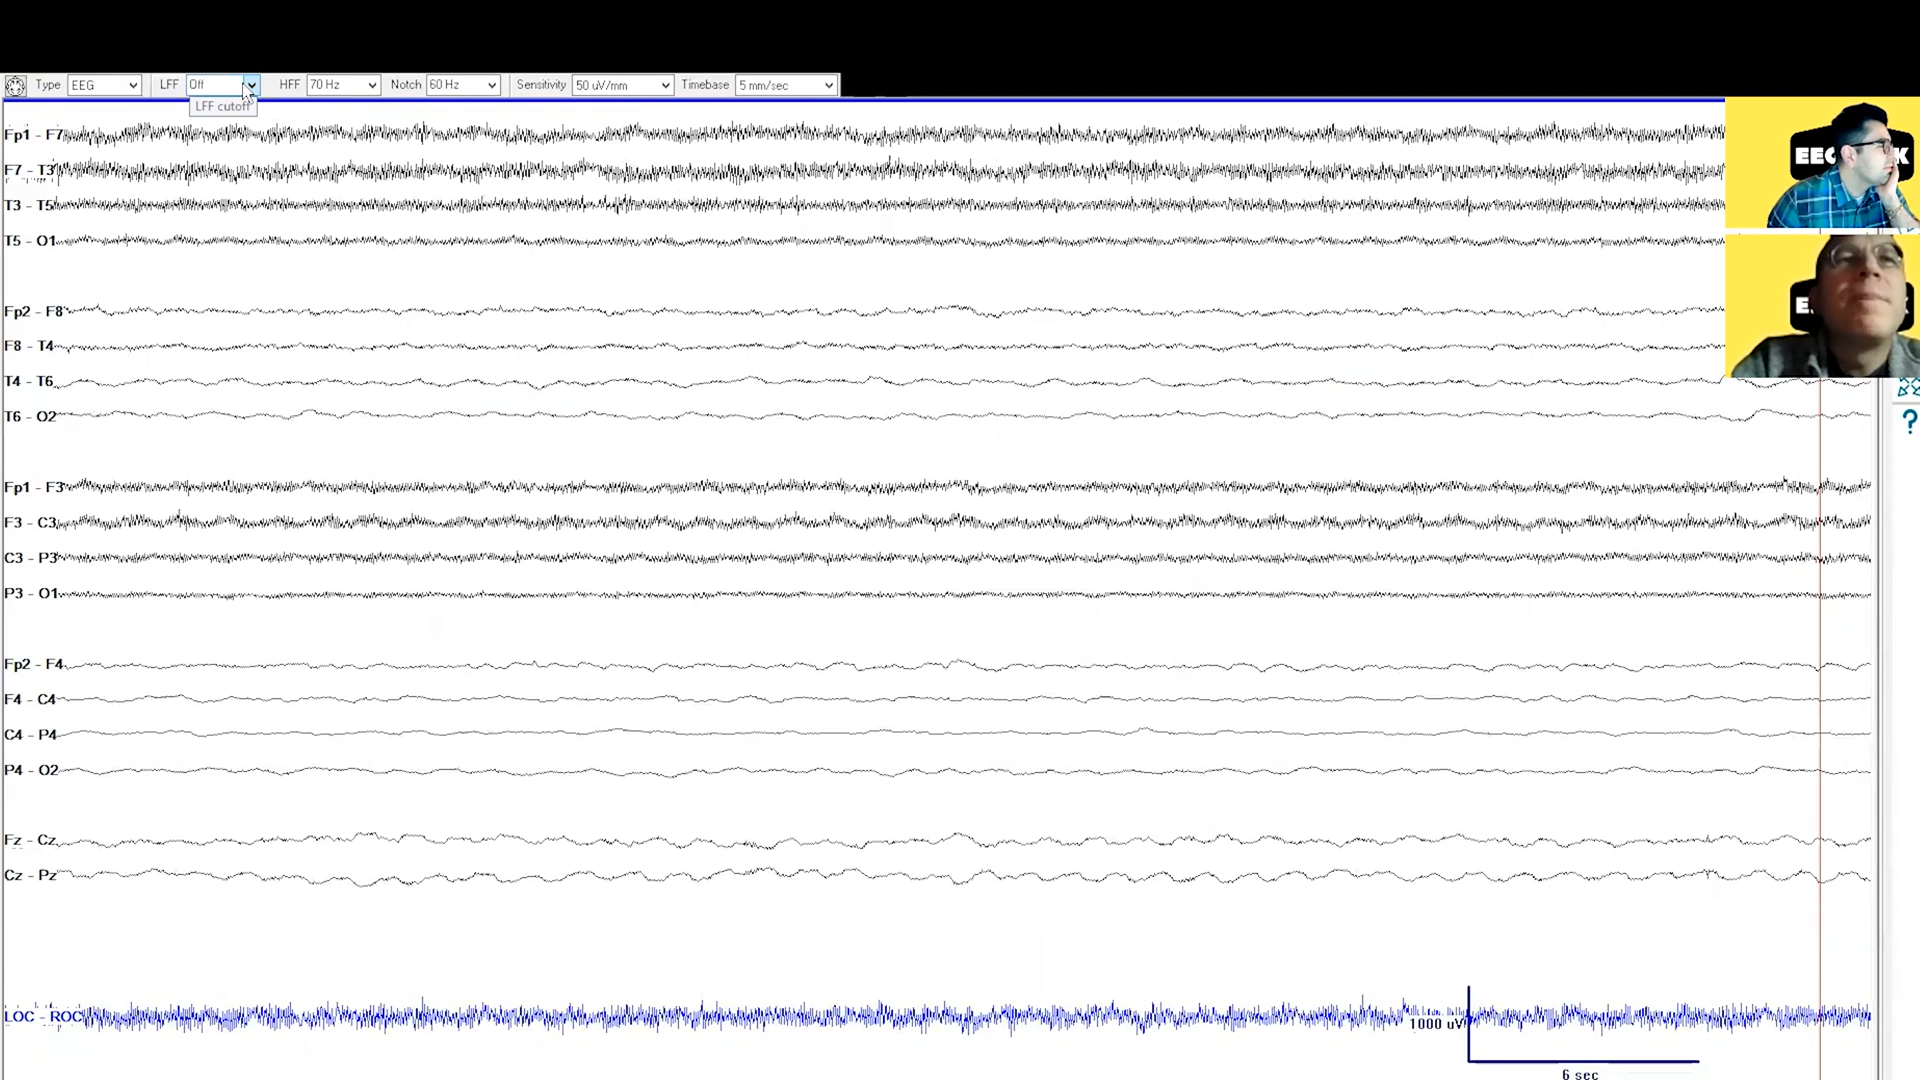 Type EEG LFF Off HFF 70 Hz Notch 60 Hz Sensitivity 50 uV/mm Timebase 5 mm/sec
LFF cutoff
Fp1 - F7
F7 - T3
T3 - T5
T5 - O1
Fp2 - F8
F8 - T4
T4 - T6
T6 - O2
Fp1 - F3
F3 - C3
C3 - P3
P3 - O1
Fp2 - F4
F4 - C4
C4 - P4
P4 - O2
Fz - Cz
Cz - Pz
LOC - ROC
1000 uV
6 sec
?